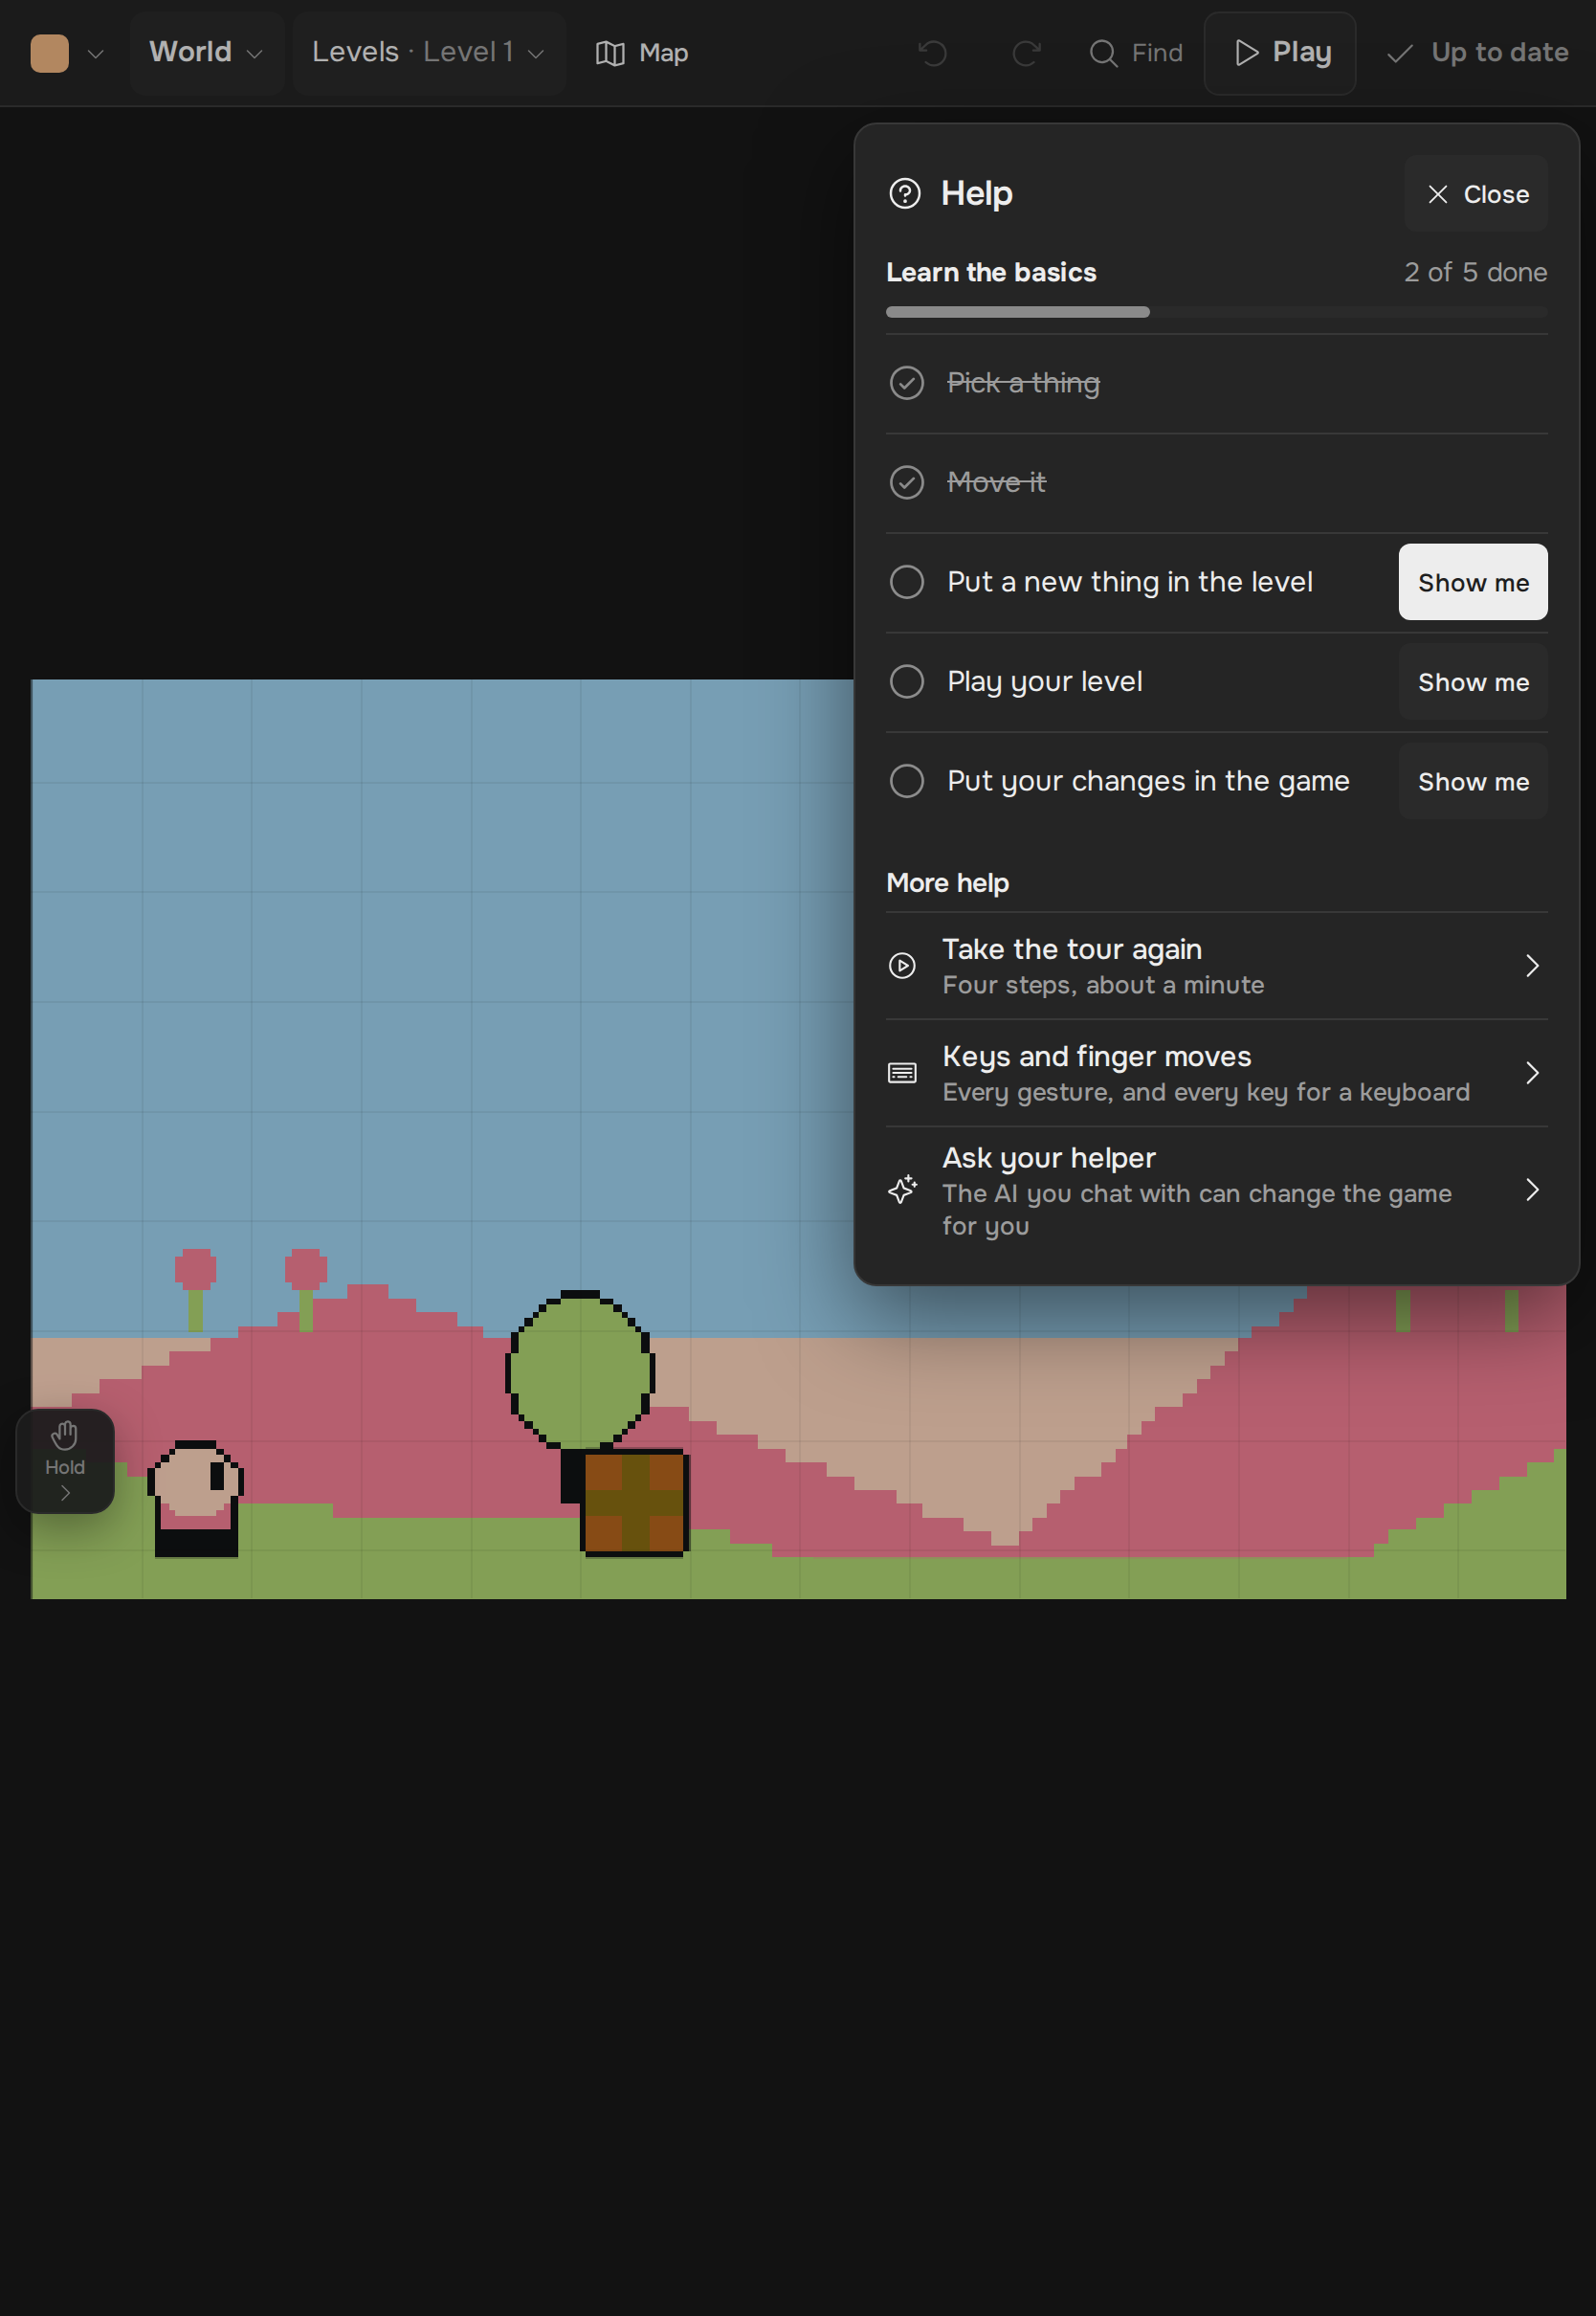 World
Levels · Level 1
Map
Find
Play
Up to date
Help
Close
Learn the basics
2 of 5 done
Pick a thing
Move it
Put a new thing in the level
Show me
Play your level
Show me
Put your changes in the game
Show me
More help
Take the tour again
Four steps, about a minute
Keys and finger moves
Every gesture, and every key for a keyboard
Ask your helper
The AI you chat with can change the game
for you
Hold